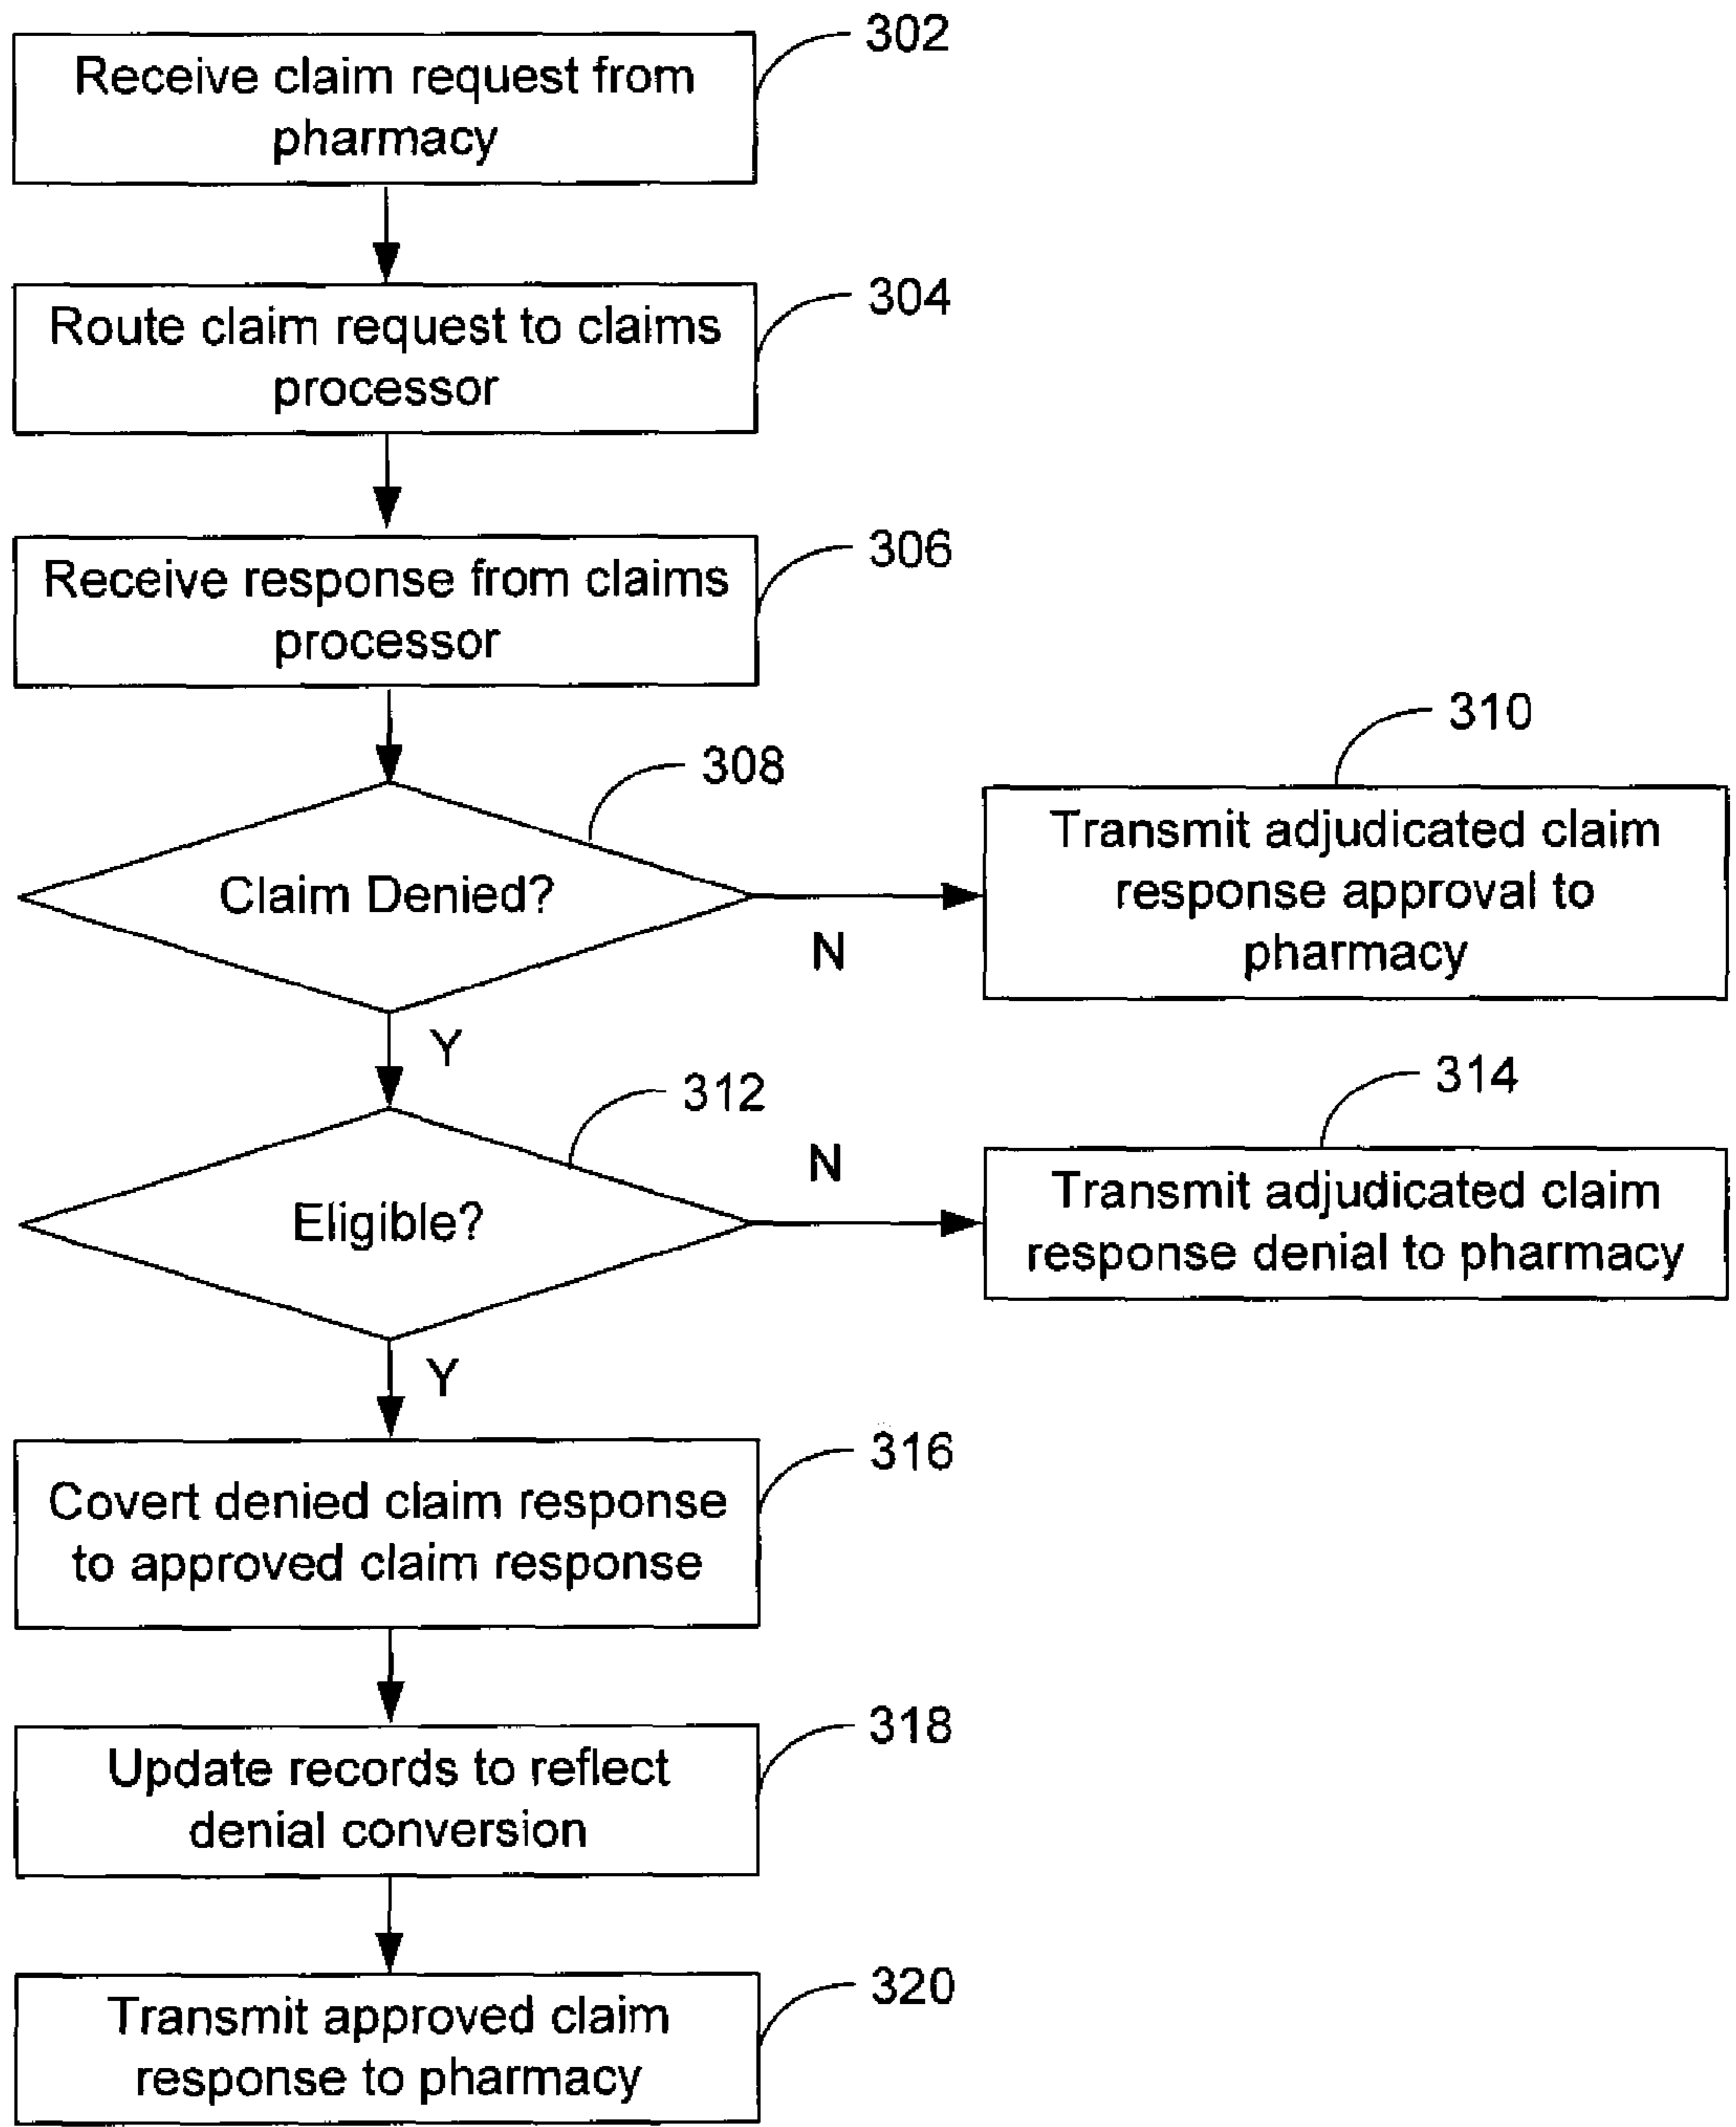 302
Receive claim request from
pharmacy
304
Route claim request to claims
processor
306
Receive response from claims
processor
308
Claim Denied?
N
310
Transmit adjudicated claim
response approval to
pharmacy
Y
312
Eligible?
N
314
Transmit adjudicated claim
response denial to pharmacy
Y
316
Covert denied claim response
to approved claim response
318
Update records to reflect
denial conversion
320
Transmit approved claim
response to pharmacy